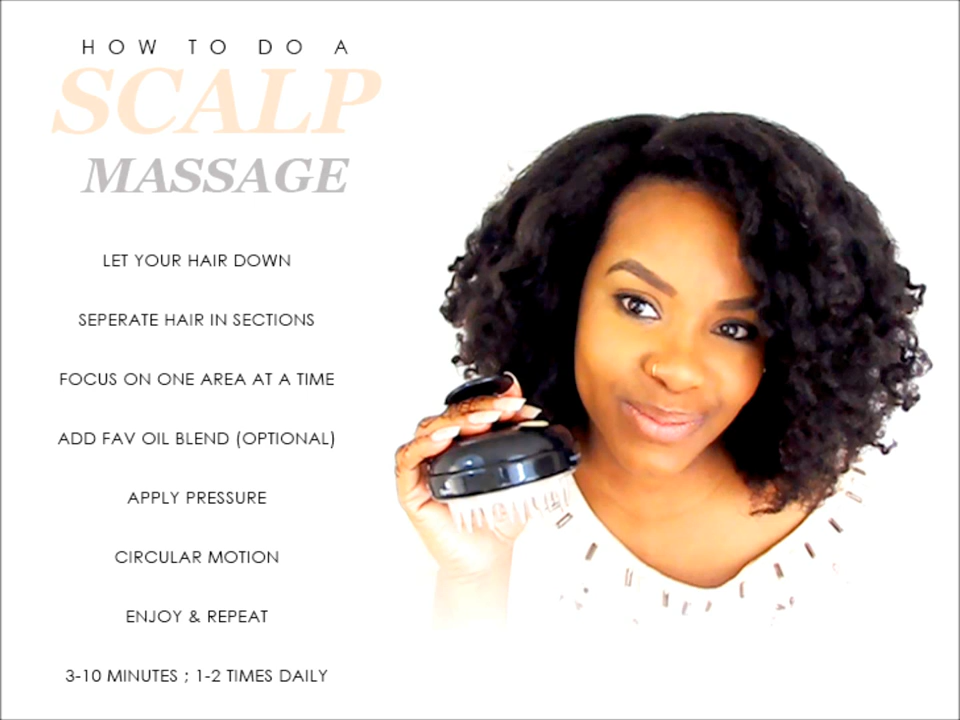 HOW TO DO A
SCALP
MASSAGE
LET YOUR HAIR DOWN
SEPERATE HAIR IN SECTIONS
FOCUS ON ONE AREA AT A TIME
ADD FAV OIL BLEND (OPTIONAL)
APPLY PRESSURE
CIRCULAR MOTION
ENJOY & REPEAT
3-10 MINUTES ; 1-2 TIMES DAILY